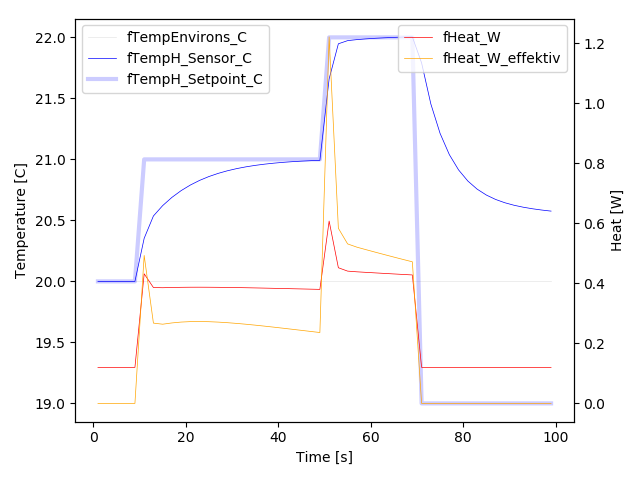 fTempEnvirons_C
fTempH_Sensor_C
fTempH_Setpoint_C
fHeat_W
fHeat_W_effektiv
22.0
21.5
21.0
20.5
20.0
19.5
19.0
Temperature [C]
1.2
1.0
0.8
0.6
0.4
0.2
0.0
Heat [W]
0 20 40 60 80 100
Time [s]